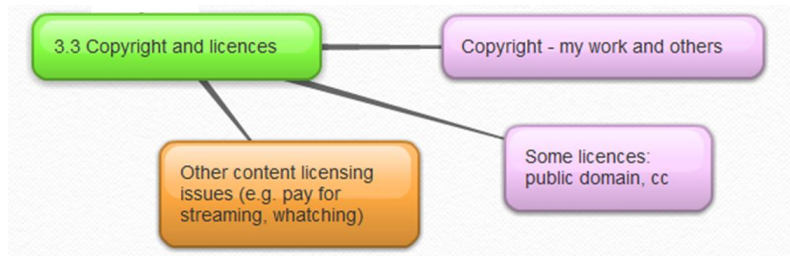 3.3 Copyright and licences
Copyright - my work and others
Some licences:
public domain, cc
Other content licensing
issues (e.g. pay for
streaming, whatching)